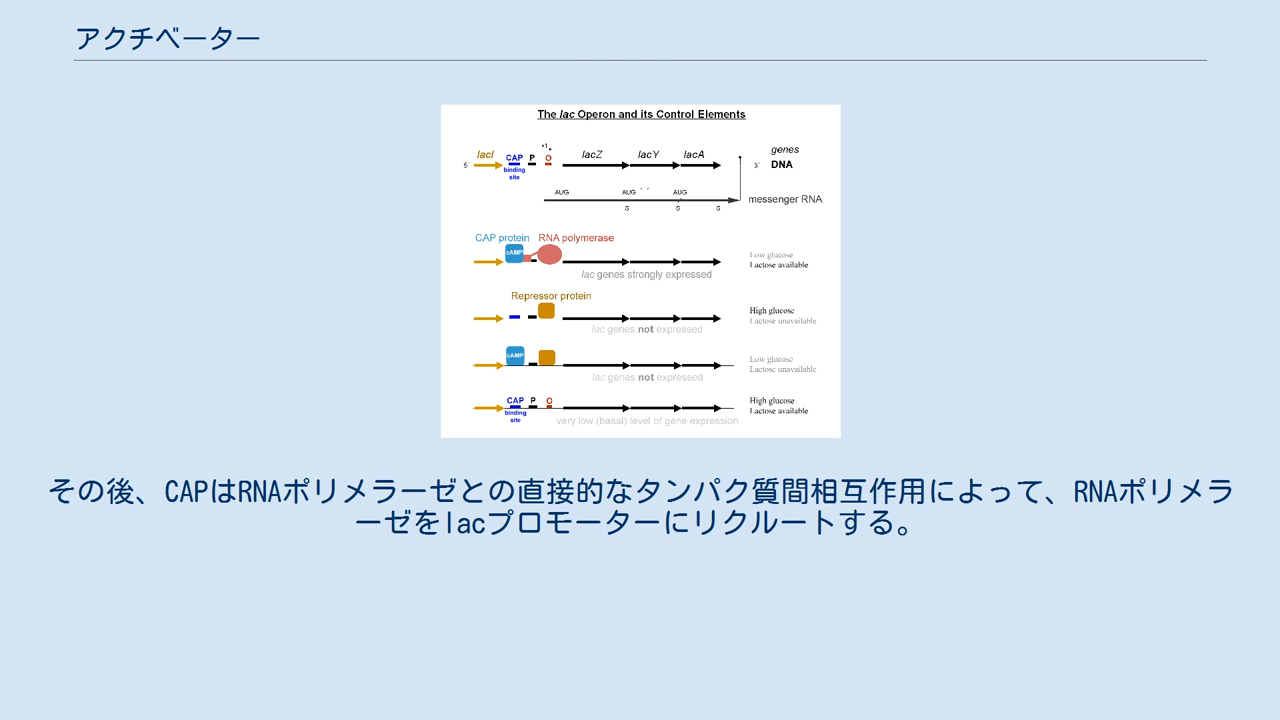 アクチベーター
The lac Operon and its Control Elements
lacI CAP P O lacZ lacY lacA genes
+1
5' binding site 3' DNA
AUG AUG AUG
messenger RNA
CAP protein RNA polymerase
cAMP
Low glucose
Lactose available
lac genes strongly expressed
Repressor protein
High glucose
Lactose unavailable
lac genes not expressed
cAMP
Low glucose
Lactose unavailable
lac genes not expressed
CAP P O
binding site
High glucose
Lactose available
very low (basal) level of gene expression
その後、CAPはRNAポリメラーゼとの直接的なタンパク質間相互作用によって、RNAポリメラ
ーゼをlacプロモーターにリクルートする。